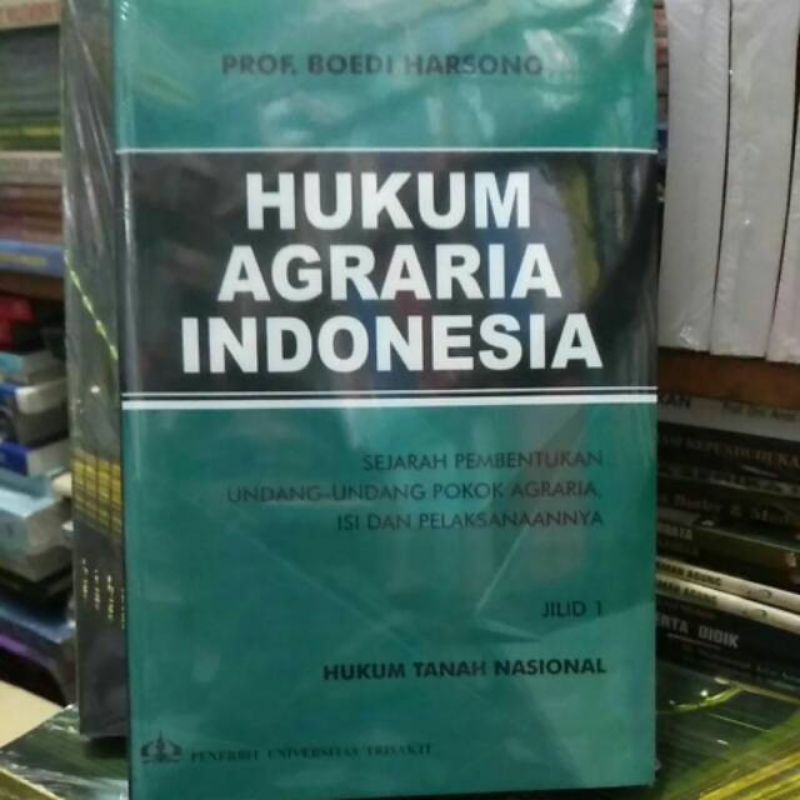 PROF. BOEDI HARSONO
HUKUM
AGRARIA
INDONESIA
SEJARAH PEMBENTUKAN
UNDANG-UNDANG POKOK AGRARIA,
ISI DAN PELAKSANAANNYA
JILID 1
HUKUM TANAH NASIONAL
PENERBIT UNIVERSITAS TRISAKTI